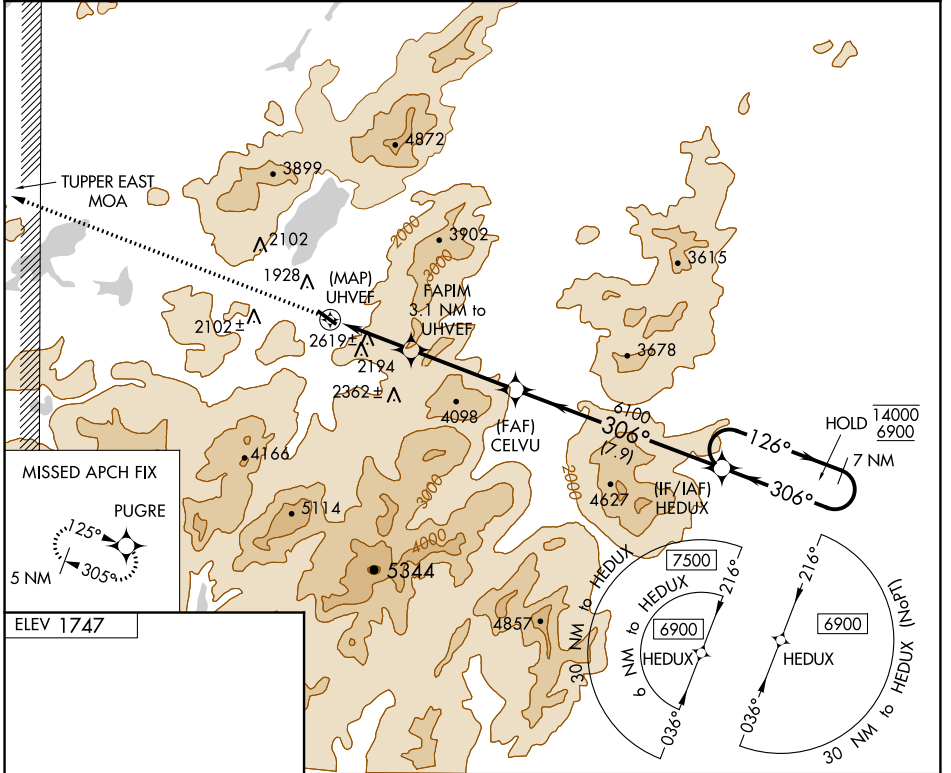 4872
3899
TUPPER EAST
MOA
2000
3902
3000
2102
3615
1928
(MAP)
UHVEF
FAPIM
3.1 NM to
UHVEF
2102±
2619±
2194
3678
2362±
4098
(FAF)
CELVU
6100
306°
(7.9)
126°
HOLD
14000
6900
7 NM
306°
(IF/IAF)
HEDUX
2000
4627
4166
3000
5114
4000
5344
4857
MISSED APCH FIX
PUGRE
125°
305°
5 NM
ELEV 1747
30 NM to HEDUX
7500
216°
6 NM to HEDUX
6900
HEDUX
036°
216°
6900
HEDUX
036°
30 NM to HEDUX (NoPT)